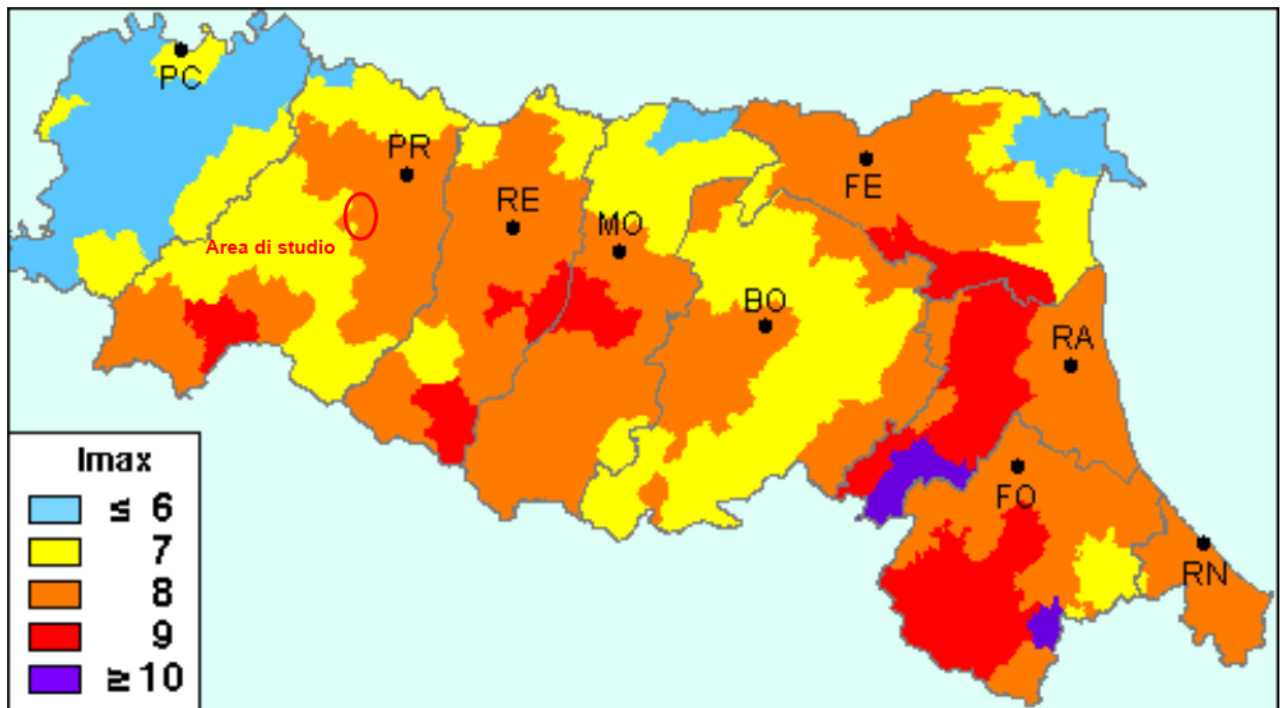 PC
PR
RE
MO
FE
Area di studio
BO
RA
FO
RN
Imax
≤ 6
7
8
9
≥ 10